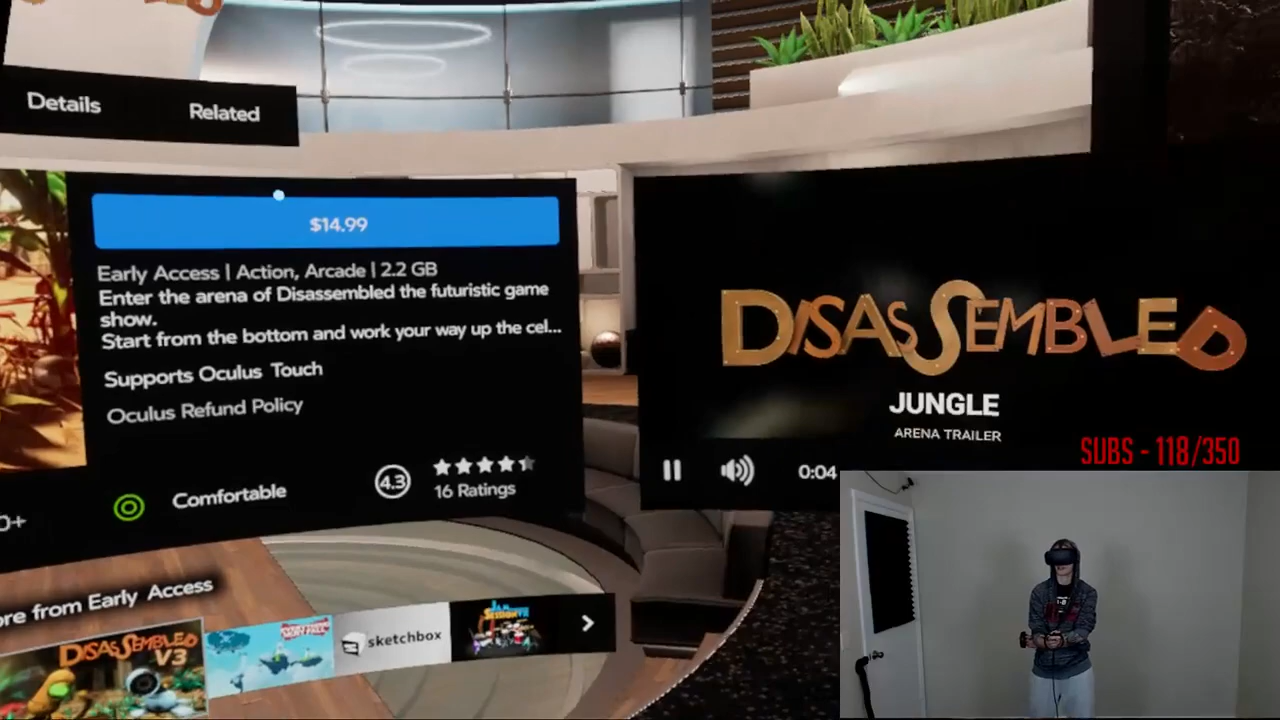 Details
Related
$14.99
Early Access | Action, Arcade | 2.2 GB
Enter the arena of Disassembled the futuristic game
show.
Start from the bottom and work your way up the cel...
Supports Oculus Touch
Oculus Refund Policy
0+
Comfortable
4.3
16 Ratings
DISASSEMBLED
JUNGLE
ARENA TRAILER
0:04
SUBS - 118/350
ore from Early Access
DISASSEMBLED
V3
sketchbox